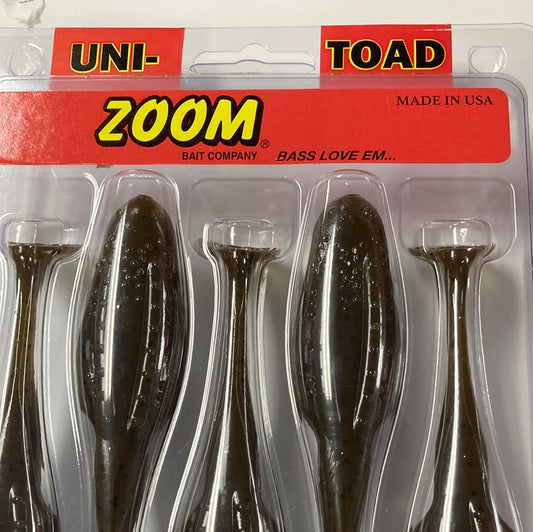 UNI- TOAD
ZOOM ®
MADE IN USA
BAIT COMPANY BASS LOVE EM...